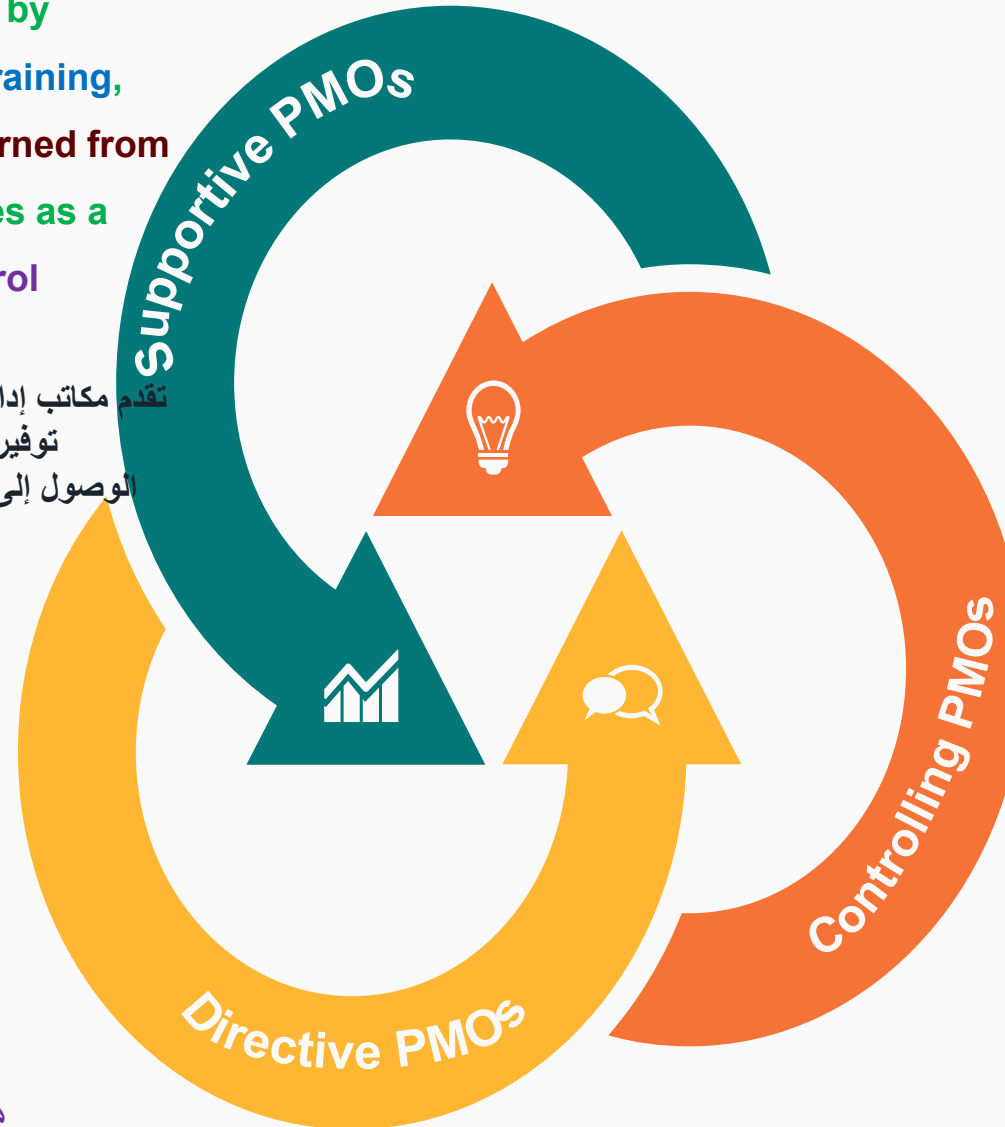 by
raining,
rned from
es as a
rol
تقدم مكاتب إدا
توفير
الوصول إلى
Supportive PMOs
Controlling PMOs
Directive PMOs